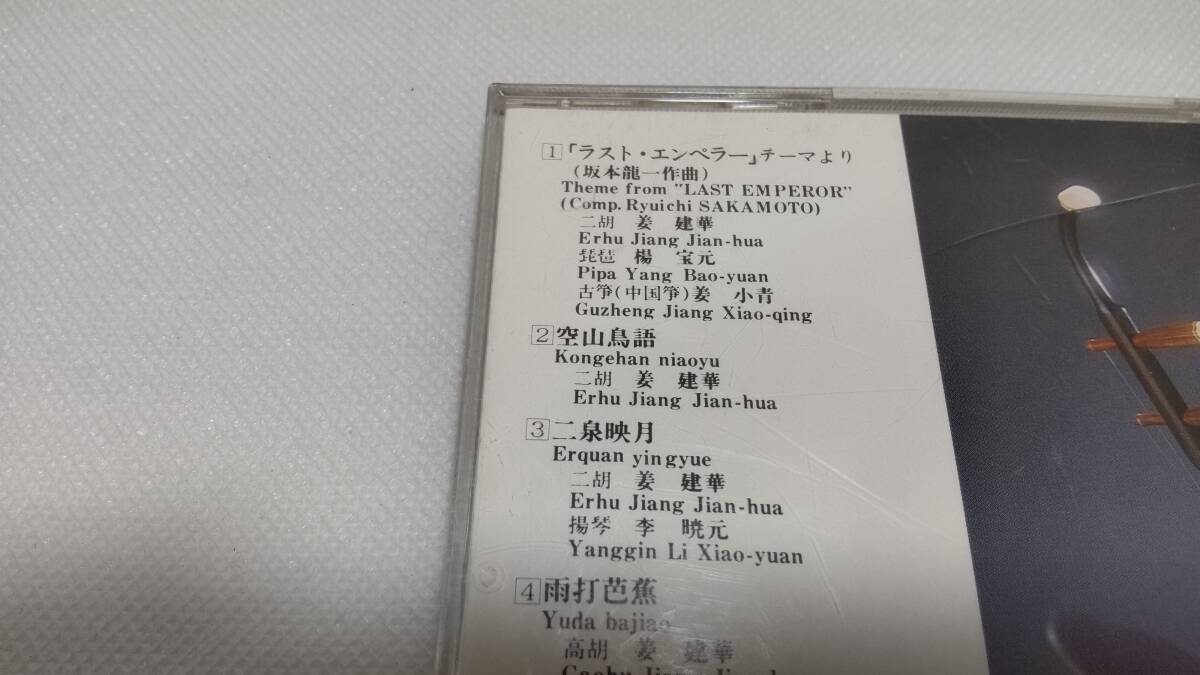 1 「ラスト・エンペラー」テーマより
(坂本龍一作曲)
Theme from "LAST EMPEROR"
(Comp. Ryuichi SAKAMOTO)
二胡 姜 建華
Erhu Jiang Jian-hua
琵琶 楊 宝元
Pipa Yang Bao-yuan
古箏(中国箏)姜 小青
Guzheng Jiang Xiao-qing
2 空山鳥語
Kongehan niaoyu
二胡 姜 建華
Erhu Jiang Jian-hua
3 二泉映月
Erquan yingyue
二胡 姜 建華
Erhu Jiang Jian-hua
揚琴 李 暁元
Yanggin Li Xiao-yuan
4 雨打芭蕉
Yuda bajiao
高胡 姜 建華